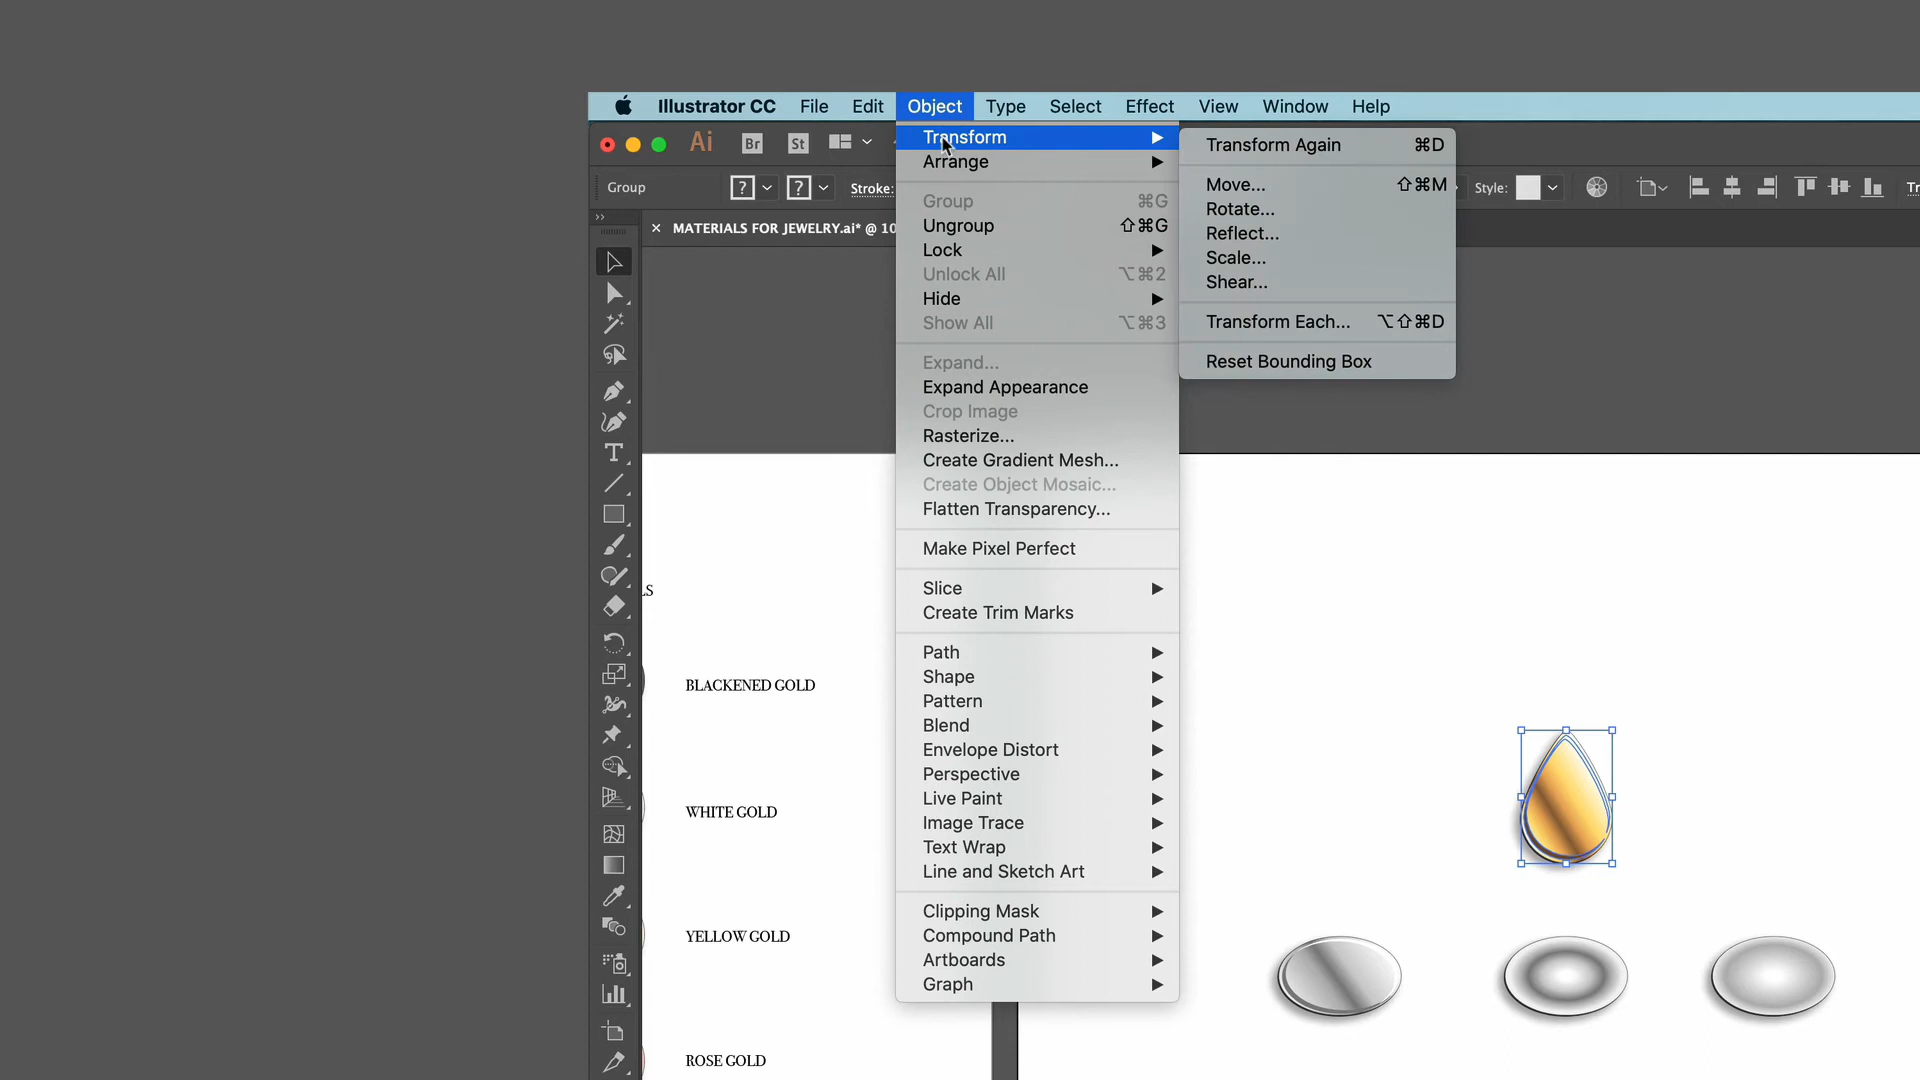 Illustrator CC File Edit Object Type Select Effect View Window Help
Ai Br St
Group ? ? Stroke: Style:
× MATERIALS FOR JEWELRY.ai* @ 10
Transform
Arrange
Group ⌘G
Ungroup ⇧⌘G
Lock
Unlock All ⌥⌘2
Hide
Show All ⌥⌘3
Expand...
Expand Appearance
Crop Image
Rasterize...
Create Gradient Mesh...
Create Object Mosaic...
Flatten Transparency...
Make Pixel Perfect
Slice
Create Trim Marks
Path
Shape
Pattern
Blend
Envelope Distort
Perspective
Live Paint
Image Trace
Text Wrap
Line and Sketch Art
Clipping Mask
Compound Path
Artboards
Graph
Transform Again ⌘D
Move... ⇧⌘M
Rotate...
Reflect...
Scale...
Shear...
Transform Each... ⌥⇧⌘D
Reset Bounding Box
LS
BLACKENED GOLD
WHITE GOLD
YELLOW GOLD
ROSE GOLD